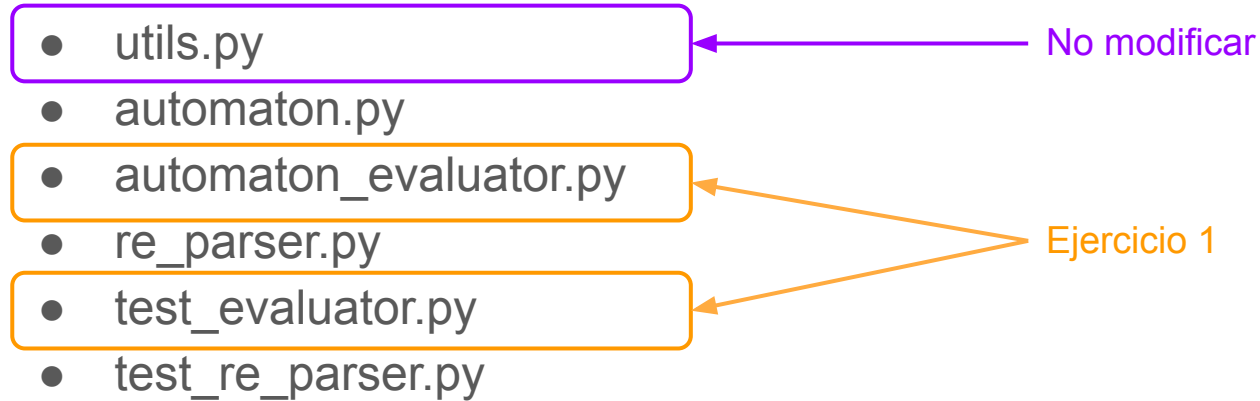 ● utils.py
No modificar
● automaton.py
● automaton_evaluator.py
● re_parser.py
Ejercicio 1
● test_evaluator.py
● test_re_parser.py